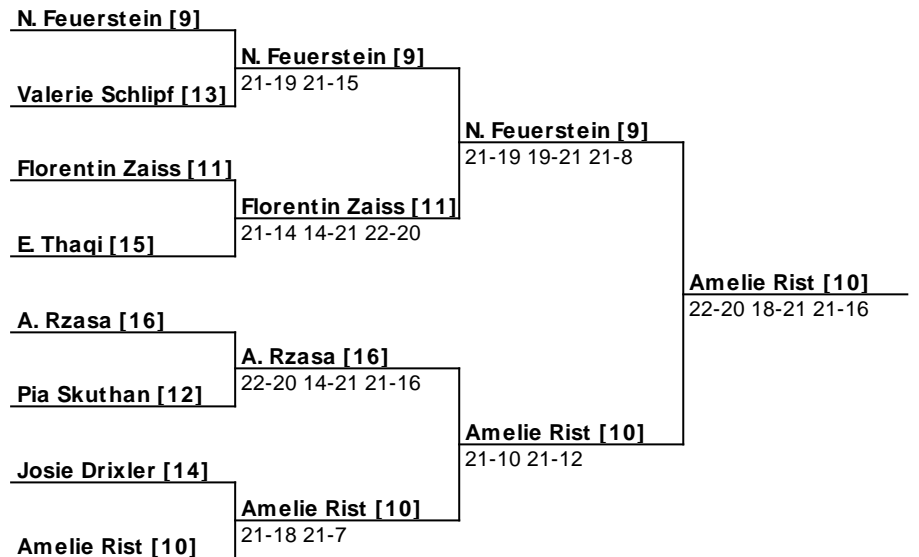 N. Feuerstein [9]
Valerie Schlipf [13]
Florentin Zaiss [11]
E. Thaqi [15]
A. Rzasa [16]
Pia Skuthan [12]
Josie Drixler [14]
Amelie Rist [10]
N. Feuerstein [9]
21-19 21-15
Florentin Zaiss [11]
21-14 14-21 22-20
A. Rzasa [16]
22-20 14-21 21-16
Amelie Rist [10]
21-18 21-7
N. Feuerstein [9]
21-19 19-21 21-8
Amelie Rist [10]
21-10 21-12
Amelie Rist [10]
22-20 18-21 21-16